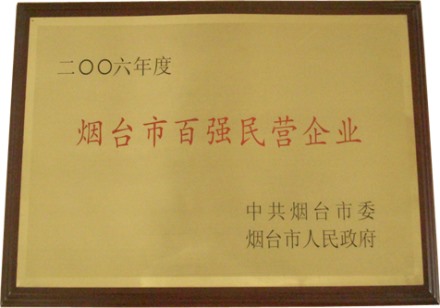 二〇〇六年度
烟台市百强民营企业
中共烟台市委
烟台市人民政府